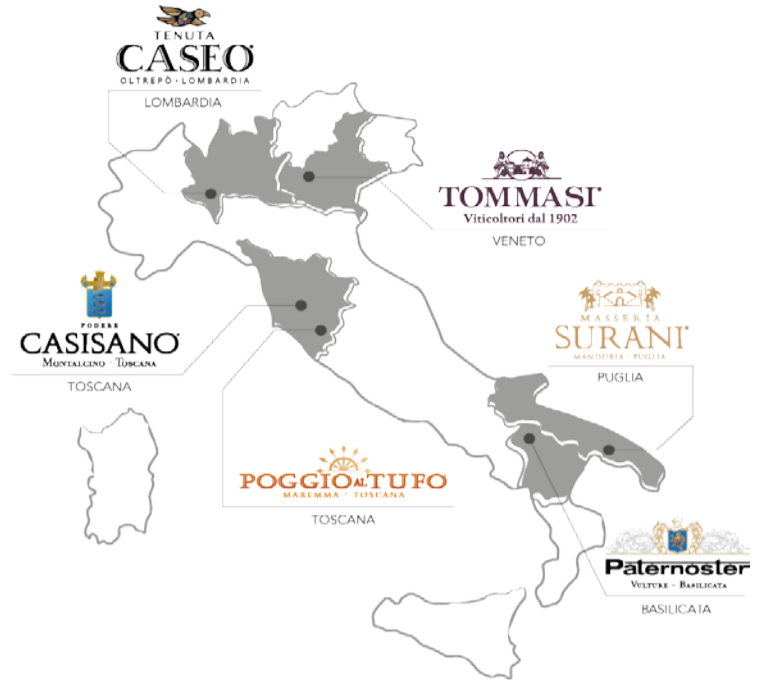 TENUTA
CASEO
OLTREPÒ · LOMBARDIA
LOMBARDIA
TOMMASI
Viticoltori dal 1902
VENETO
PODERE
CASISANO
MONTALCINO · TOSCANA
TOSCANA
MASSERIA
SURANI
MANDURIA · PUGLIA
PUGLIA
POGGIO AL TUFO
MAREMMA · TOSCANA
TOSCANA
Paternoster
VULTURE - BASILICATA
BASILICATA